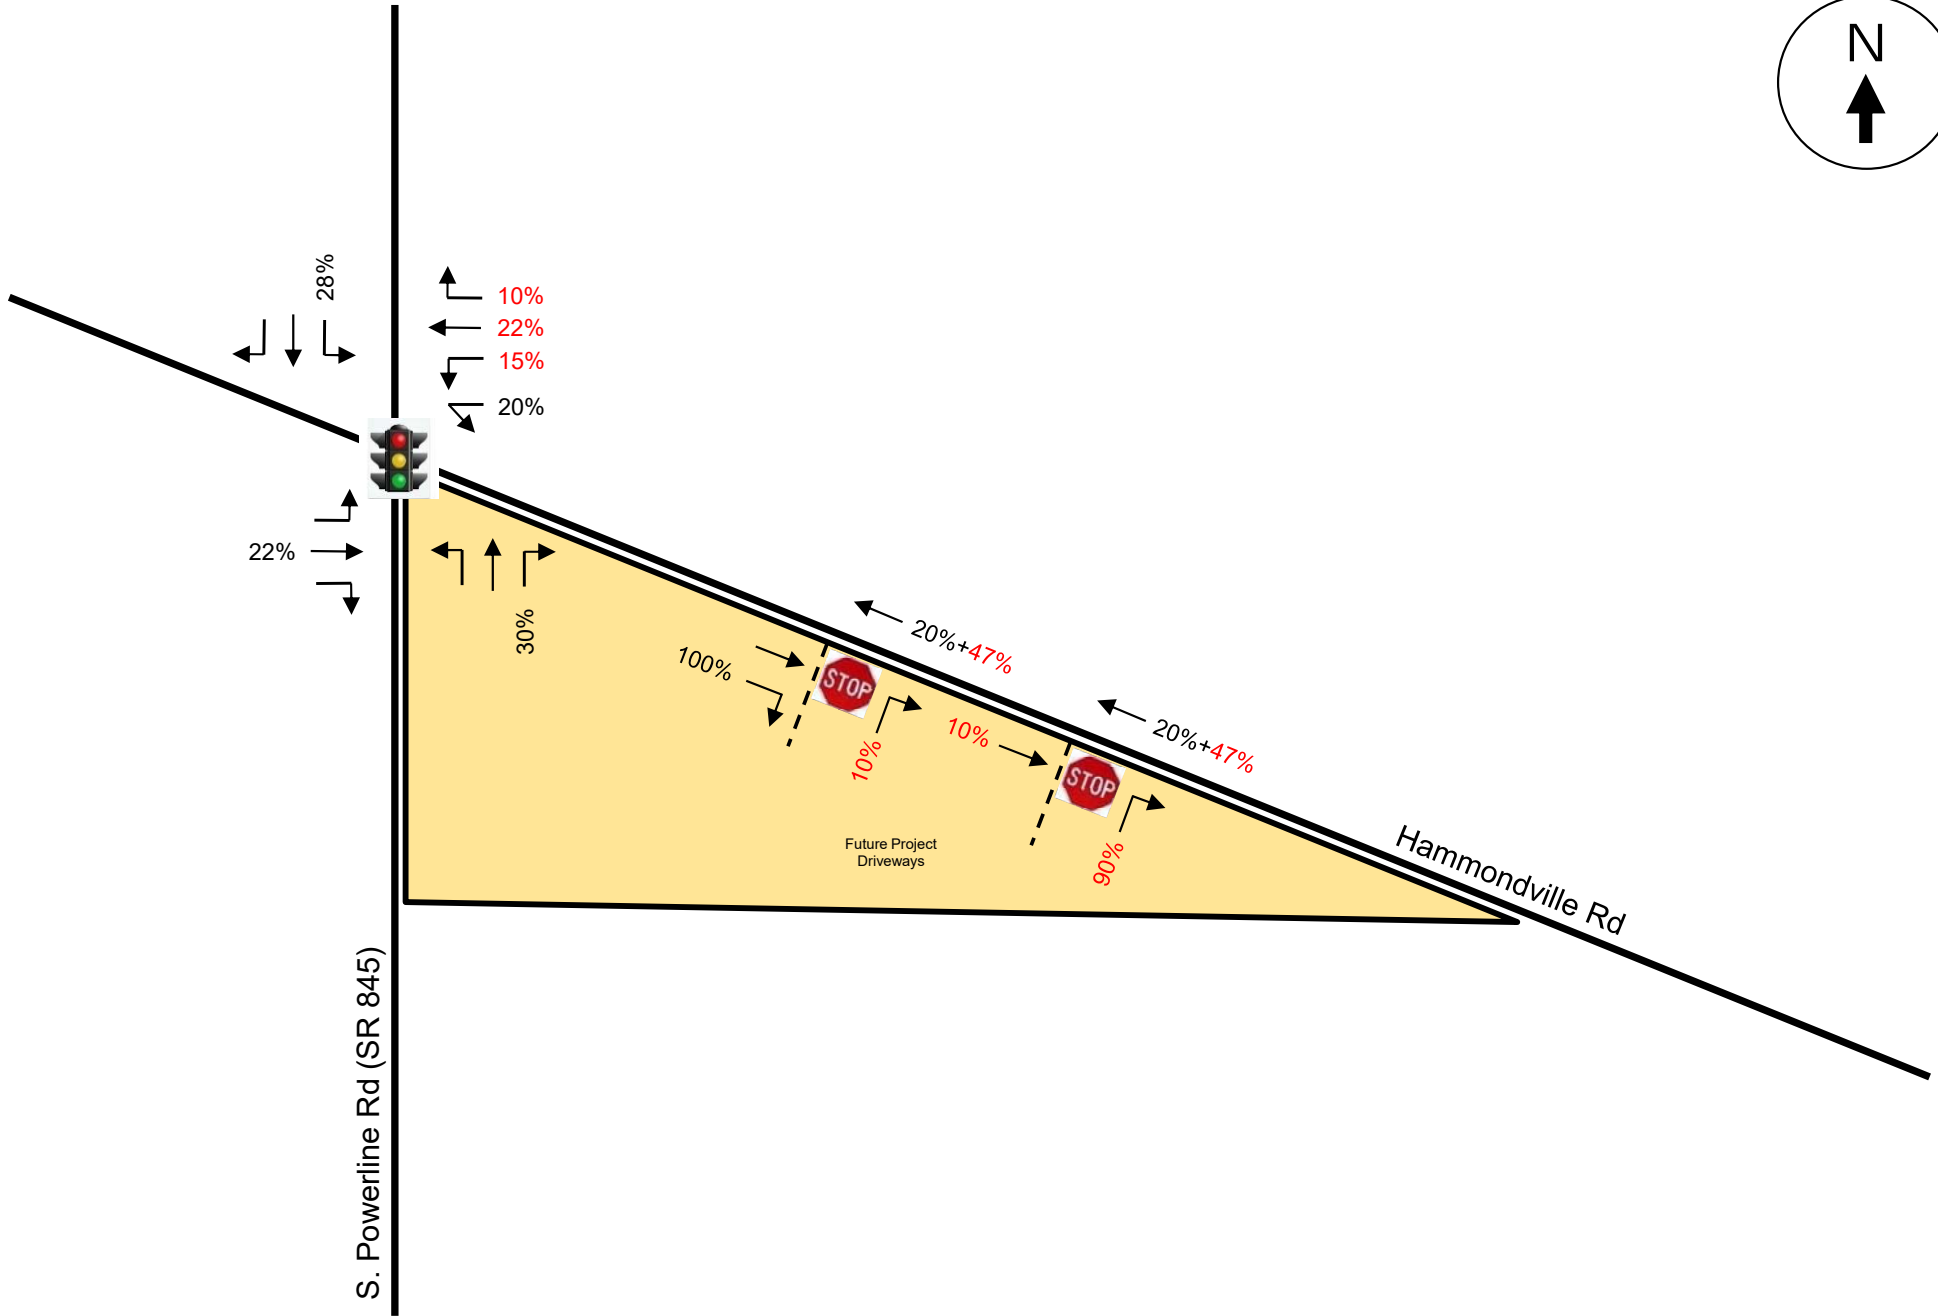 N
28%
10%
22%
15%
20%
22%
30%
20%+47%
100%
STOP
10%
10%
20%+47%
STOP
90%
Future Project
Driveways
Hammondville Rd
S. Powerline Rd (SR 845)